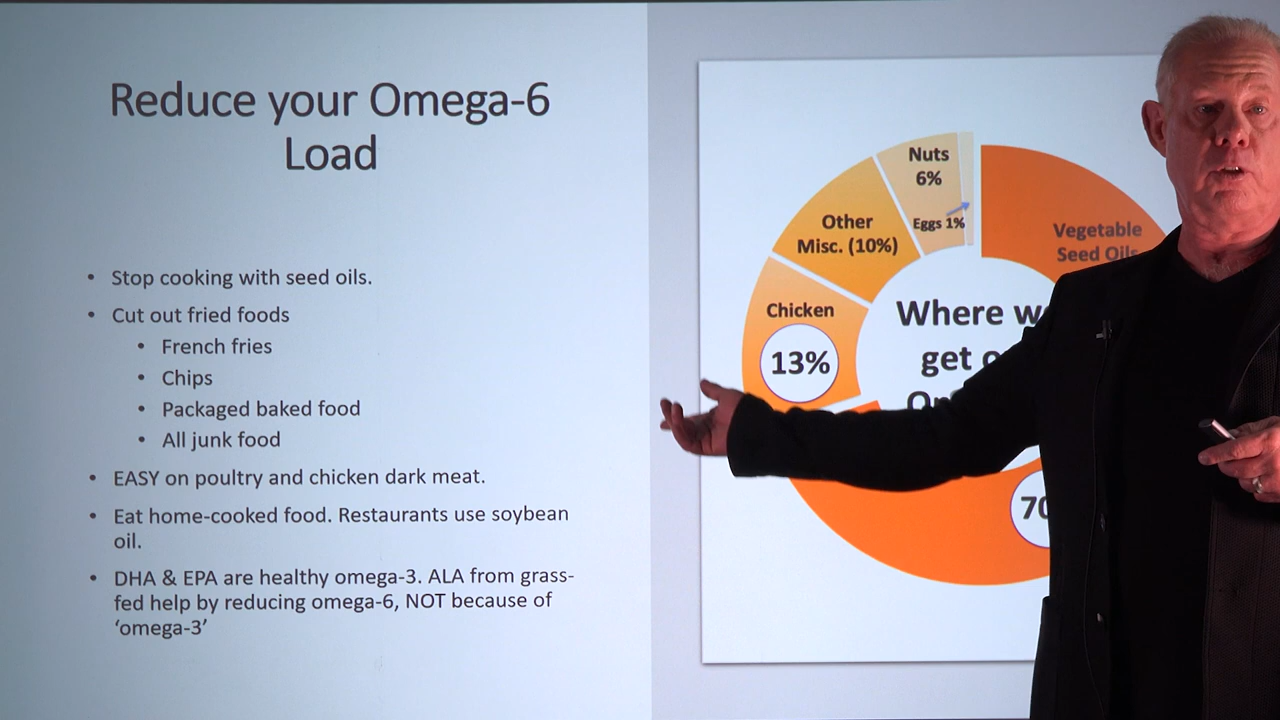 Reduce your Omega-6
Load
• Stop cooking with seed oils.
• Cut out fried foods
• French fries
• Chips
• Packaged baked food
• All junk food
• EASY on poultry and chicken dark meat.
• Eat home-cooked food. Restaurants use soybean
oil.
• DHA & EPA are healthy omega-3. ALA from grass-
fed help by reducing omega-6, NOT because of
‘omega-3’
Nuts
6%
Eggs 1%
Other
Misc. (10%)
Chicken
13%
Vegetable
Seed Oils
Where
get
70